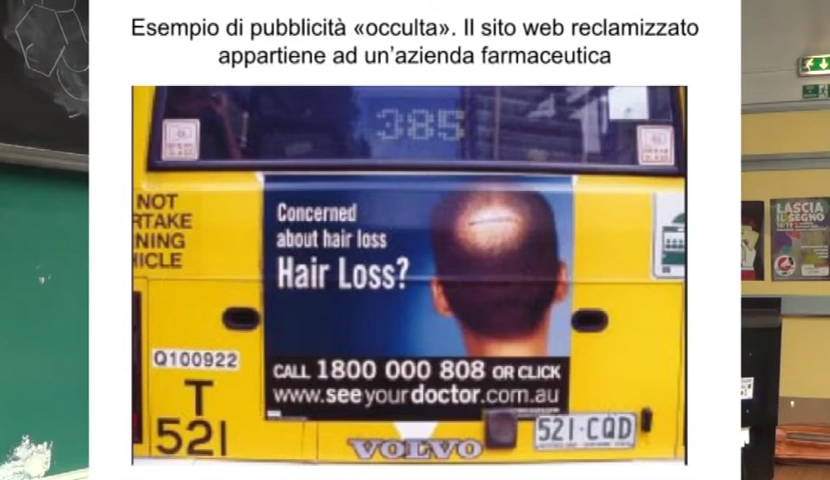 Esempio di pubblicità «occulta». Il sito web reclamizzato
appartiene ad un'azienda farmaceutica
385
NOT
RTAKE
NING
HICLE
Concerned
about hair loss
Hair Loss?
CALL 1800 000 808 OR CLICK
www.seeyourdoctor.com.au
Q100922
T
521
VOLVO
521·CQD
LASCIA
IL SEGNO